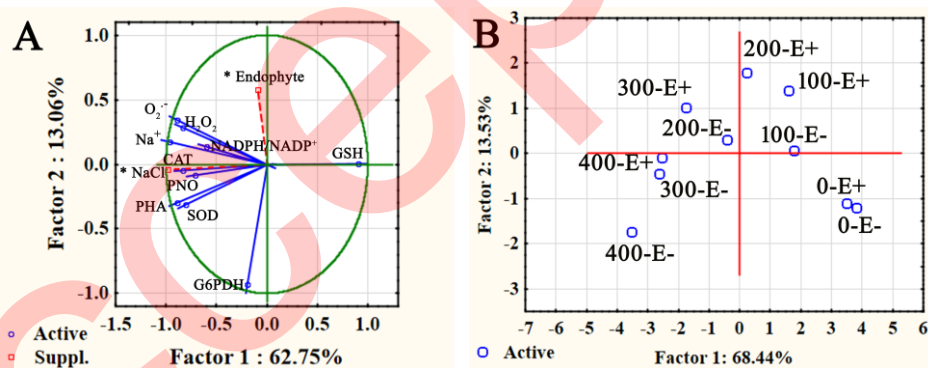 A
Factor 2 : 13.06%
1.0
0.5
0.0
-0.5
-1.0
* Endophyte
O₂·⁻
H₂O₂
Na⁺
NADPH/NADP⁺
CAT
GSH
* NaCl
PNO
PHA
SOD
G6PDH
-1.5 -1.0 -0.5 0.0 0.5 1.0
Factor 1 : 62.75%
Active
Suppl.
B
Factor 2: 13.53%
3
2
1
0
-1
-2
-3
200-E+
100-E+
300-E+
200-E-
100-E-
400-E+
300-E-
0-E+
0-E-
400-E-
-7 -6 -5 -4 -3 -2 -1 0 1 2 3 4 5 6
Factor 1: 68.44%
Active